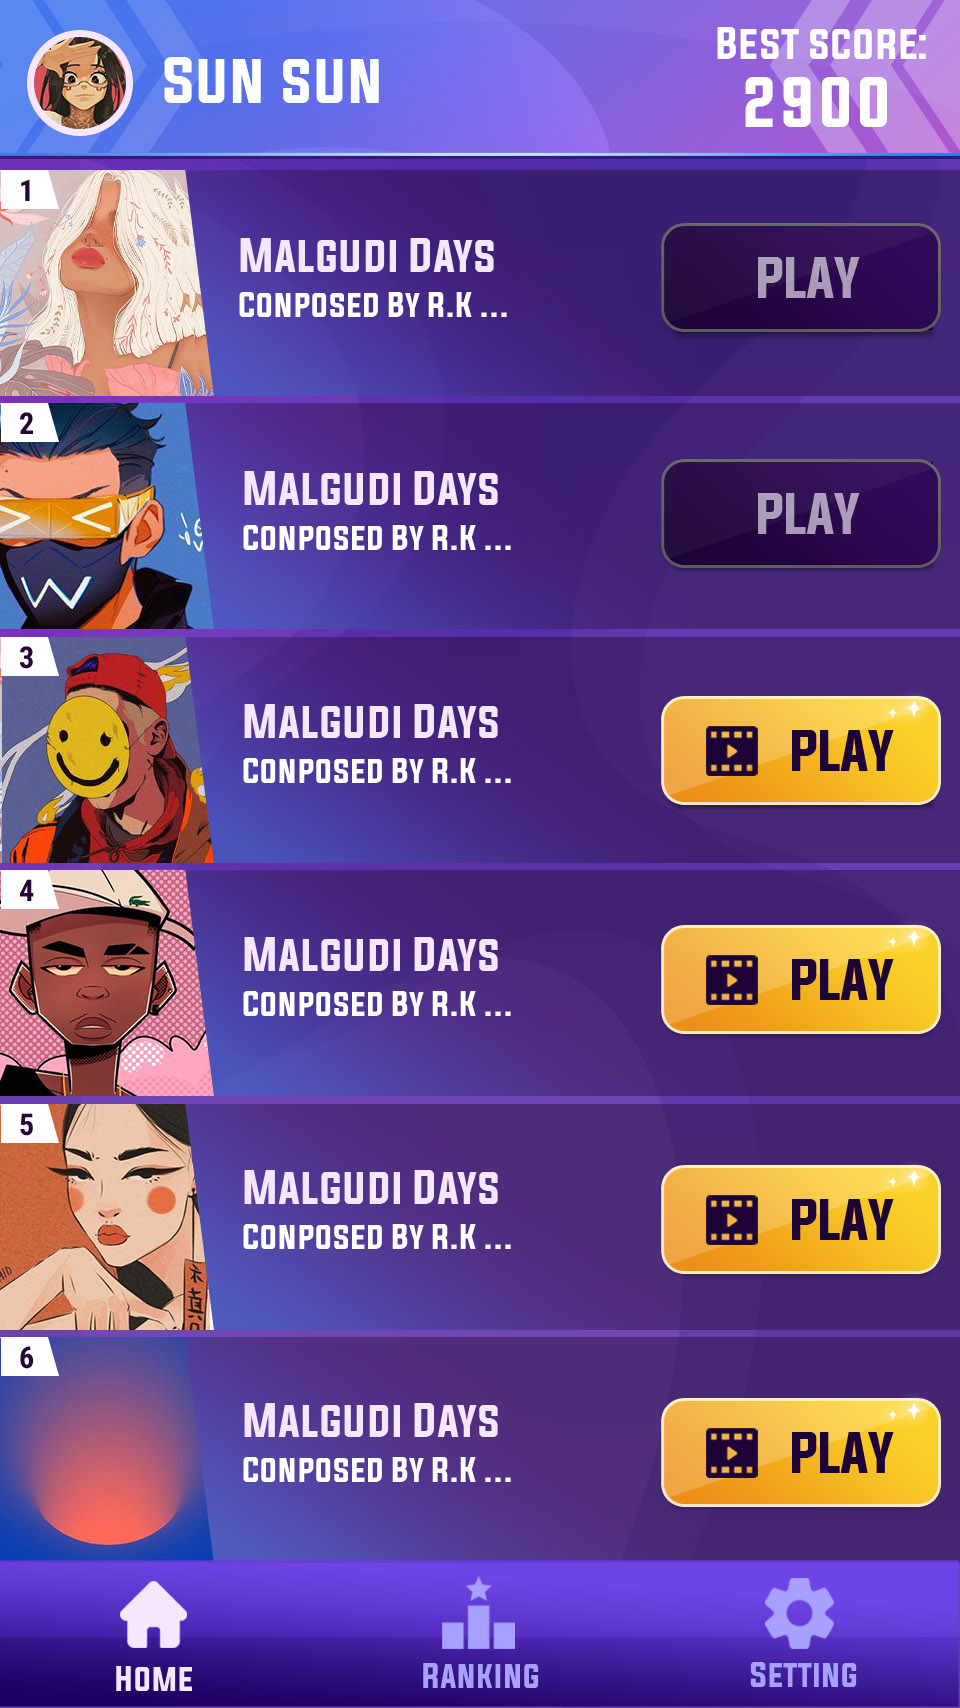 SUN SUN
BEST SCORE:
2900
1
MALGUDI DAYS
CONPOSED BY R.K ...
PLAY
2
MALGUDI DAYS
CONPOSED BY R.K ...
PLAY
W
3
MALGUDI DAYS
CONPOSED BY R.K ...
PLAY
4
MALGUDI DAYS
CONPOSED BY R.K ...
PLAY
5
MALGUDI DAYS
CONPOSED BY R.K ...
PLAY
6
MALGUDI DAYS
CONPOSED BY R.K ...
PLAY
HOME
RANKING
SETTING